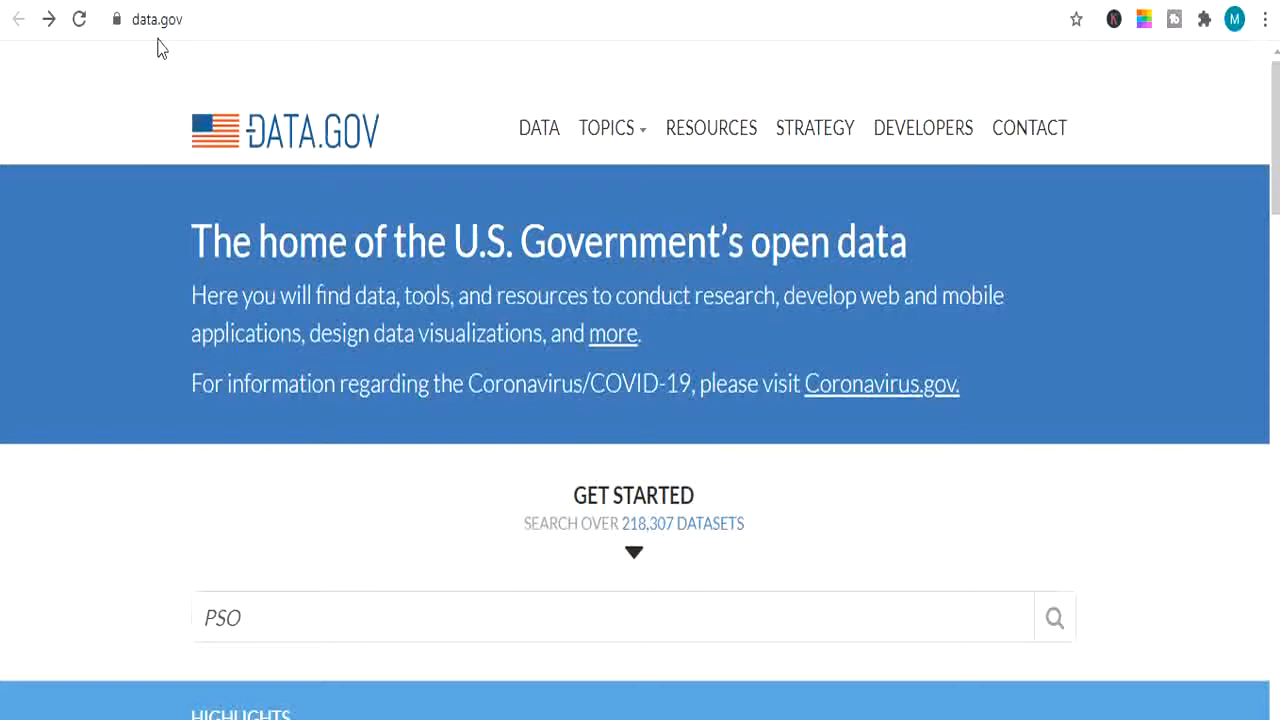 data.gov
K
M
DATA.GOV
DATA TOPICS RESOURCES STRATEGY DEVELOPERS CONTACT
The home of the U.S. Government’s open data
Here you will find data, tools, and resources to conduct research, develop web and mobile
applications, design data visualizations, and more.
For information regarding the Coronavirus/COVID-19, please visit Coronavirus.gov.
GET STARTED
SEARCH OVER 218,307 DATASETS
PSO
HIGHLIGHTS